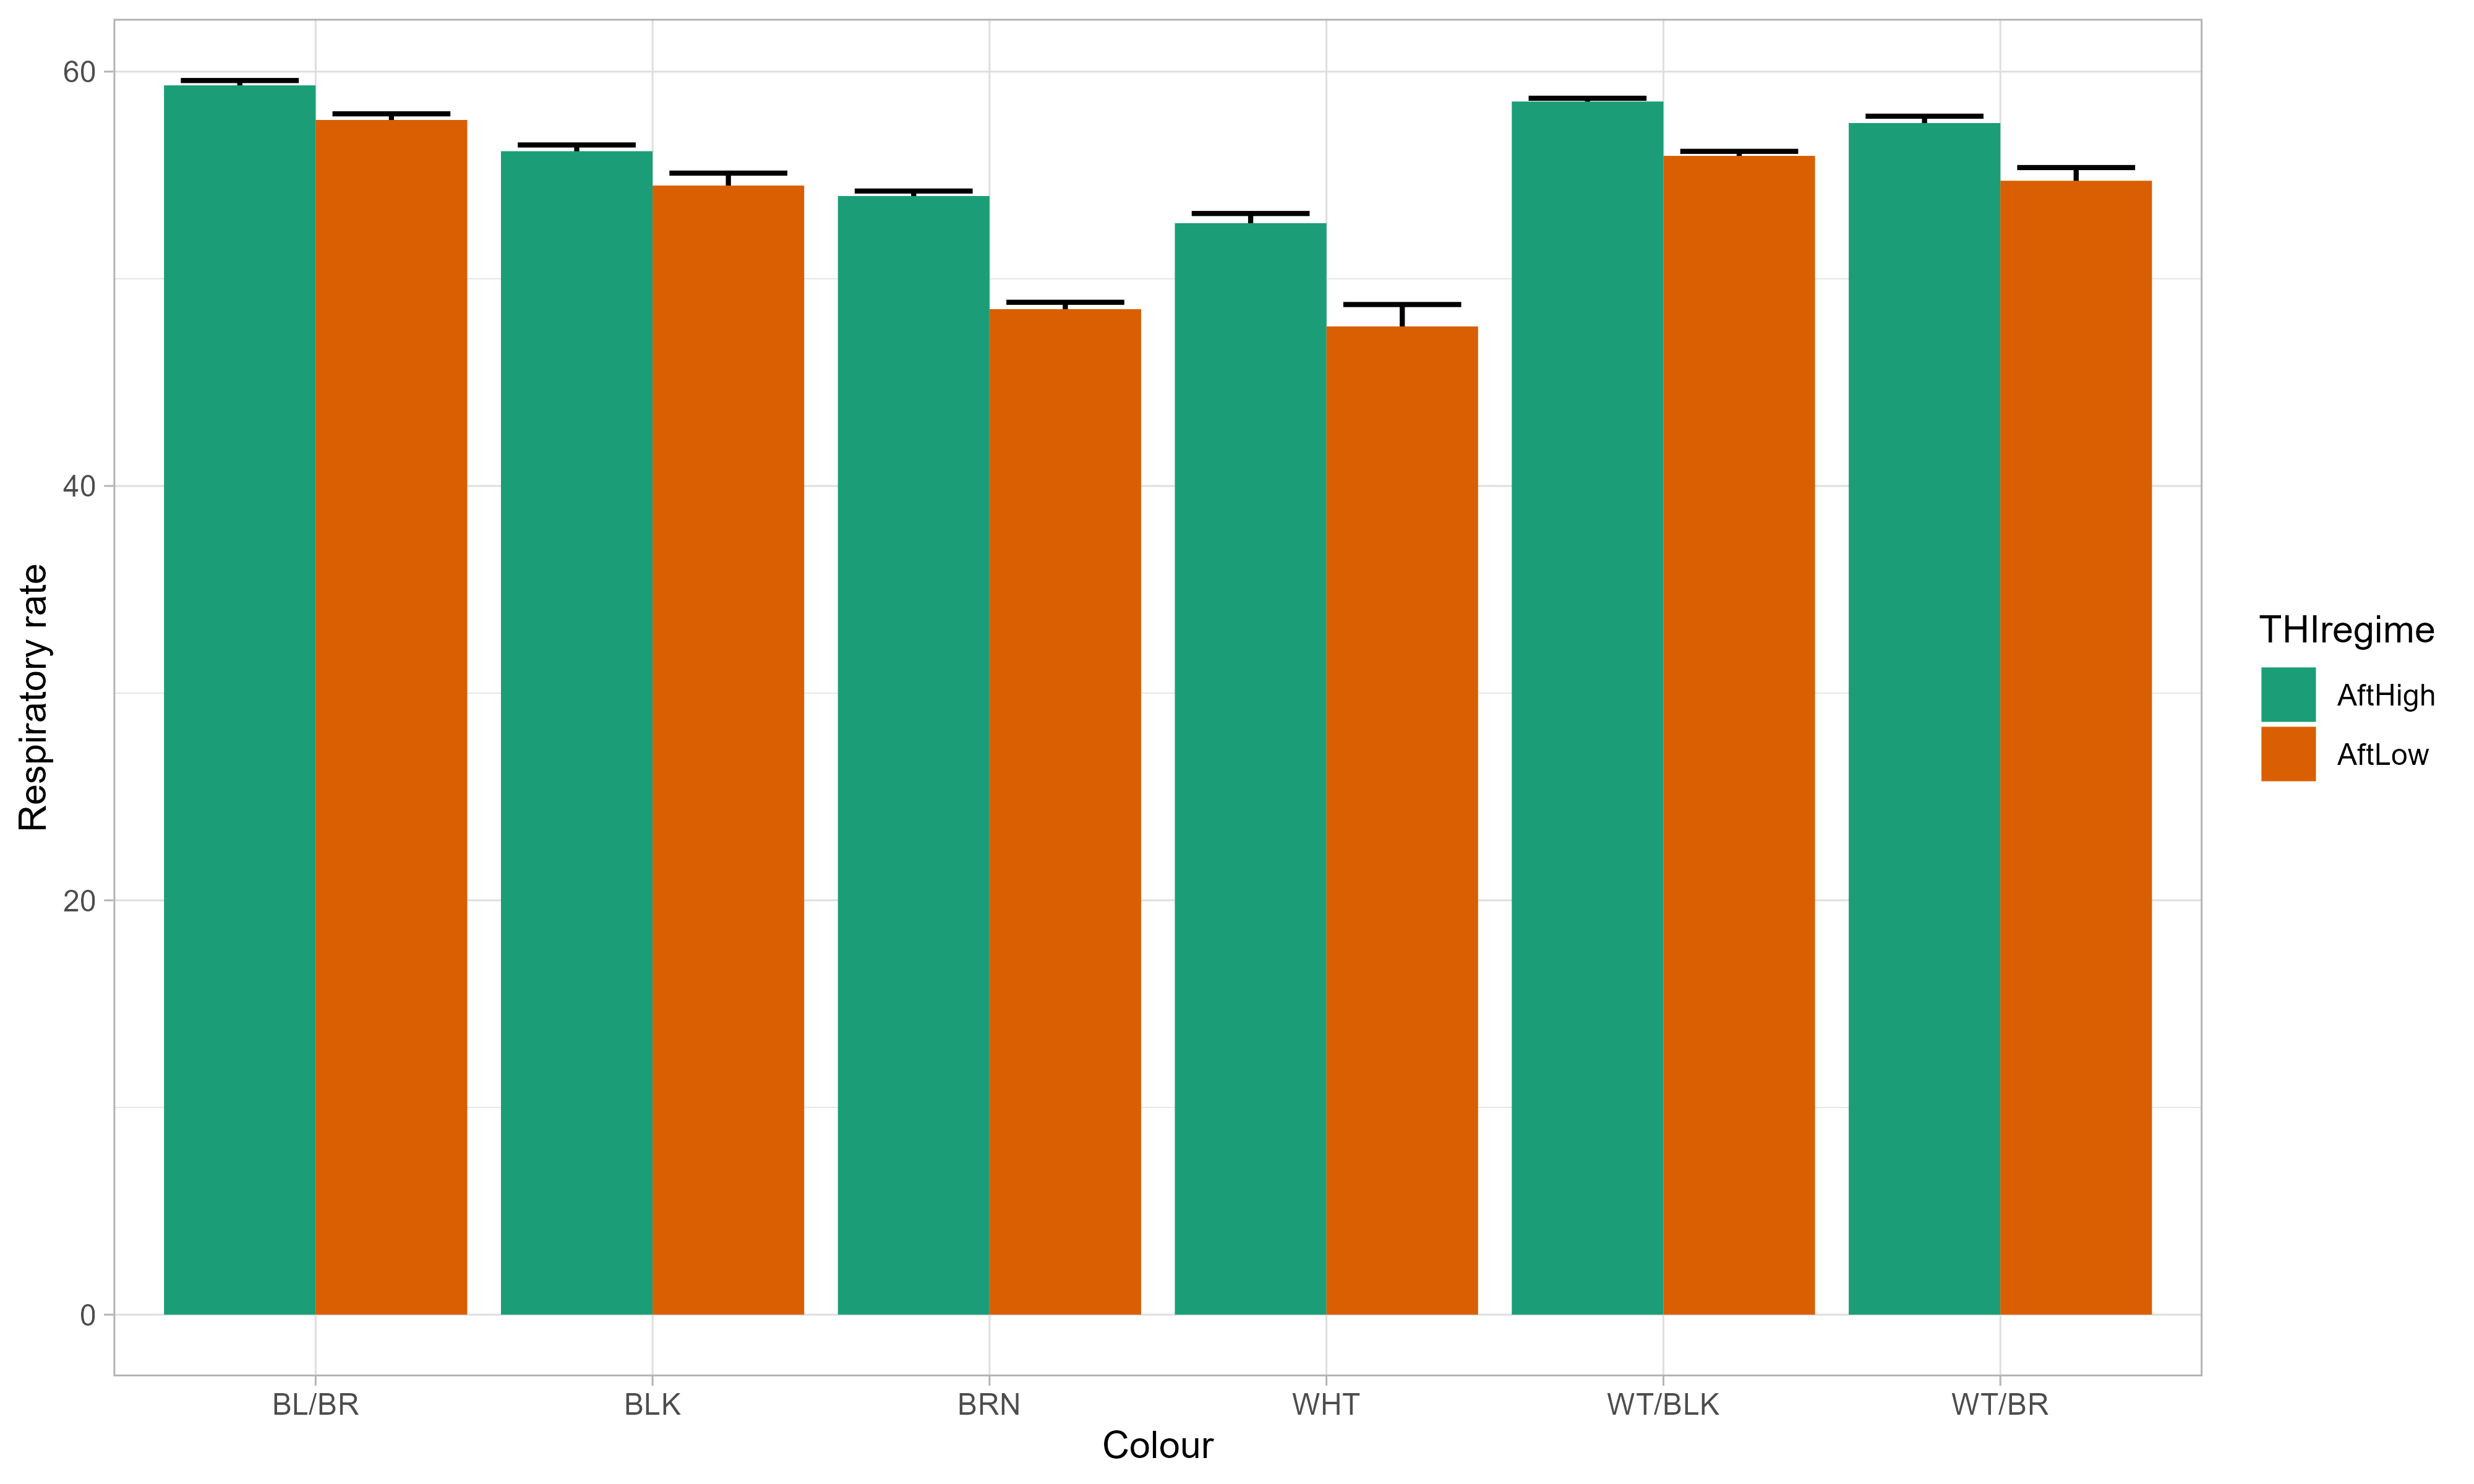 60
40
20
0
Respiratory rate
BL/BR BLK BRN WHT WT/BLK WT/BR
Colour
THIregime
AftHigh
AftLow